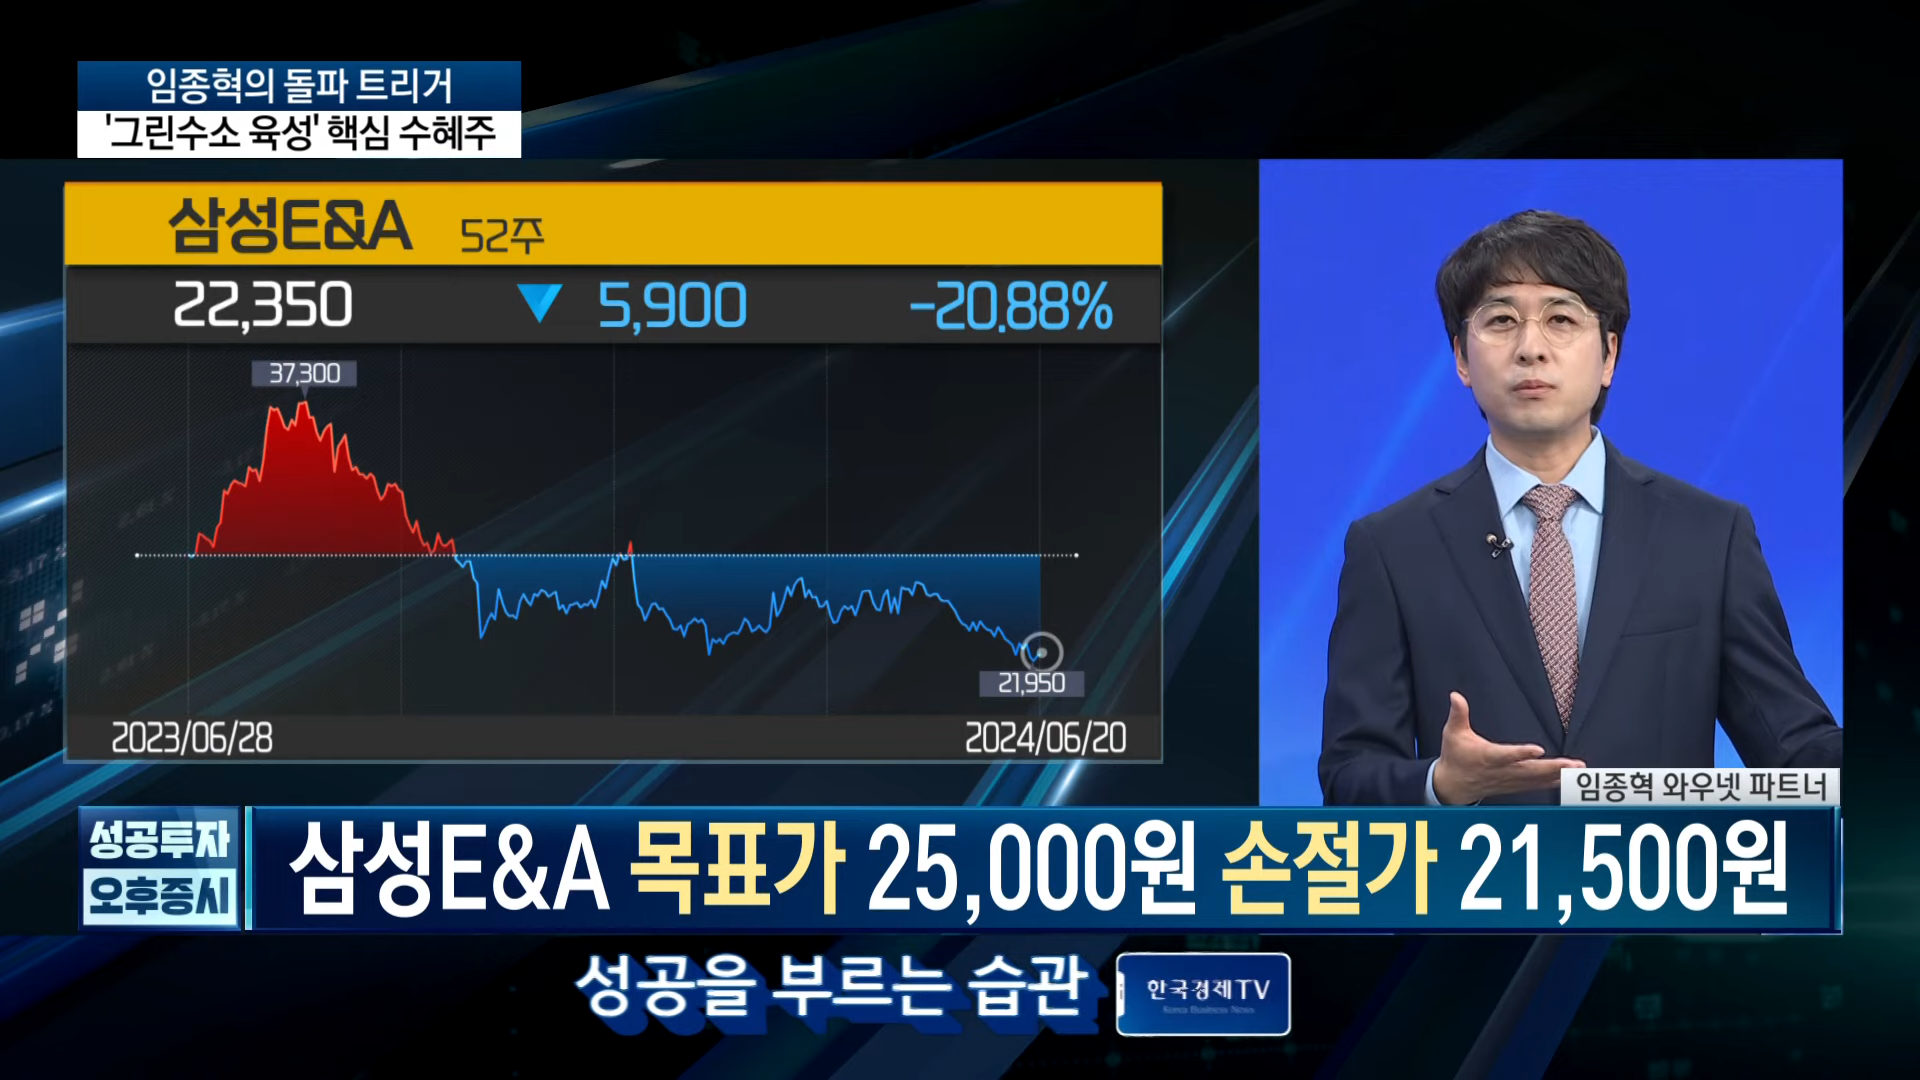 임종혁의 돌파 트리거
'그린수소 육성' 핵심 수혜주
삼성E&A 52주
22,350 ▼ 5,900 -20.88%
37,300
21,950
2023/06/28 2024/06/20
임종혁 와우넷 파트너
성공투자
오후증시
삼성E&A 목표가 25,000원 손절가 21,500원
성공을 부르는 습관
한국경제TV
Korea Business News